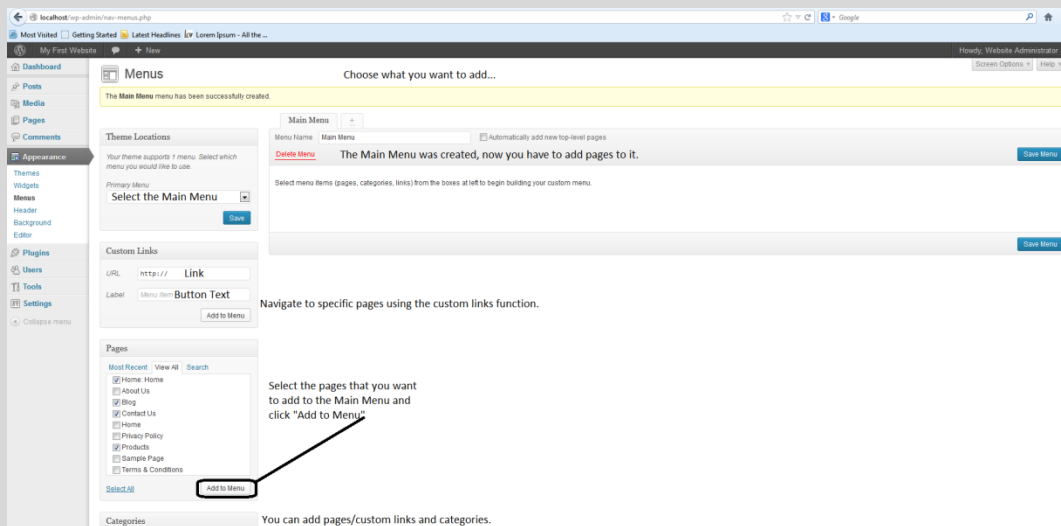 localhost/wp-admin/nav-menus.php
Google
Most Visited Getting Started Latest Headlines Lorem Ipsum - All the ...
My First Website + New Howdy, Website Administrator
Screen Options Help
Dashboard
Posts
Media
Pages
Comments
Appearance
Themes
Widgets
Menus
Header
Background
Editor
Plugins
Users
Tools
Settings
Collapse menu
Menus
Choose what you want to add...
The Main Menu menu has been successfully created.
Theme Locations
Your theme supports 1 menu. Select which
menu you would like to use.
Primary Menu
Select the Main Menu
Save
Main Menu +
Menu Name Main Menu Automatically add new top-level pages
Delete Menu The Main Menu was created, now you have to add pages to it. Save Menu
Select menu items (pages, categories, links) from the boxes at left to begin building your custom menu.
Save Menu
Custom Links
URL http:// Link
Label Menu Item Button Text
Add to Menu
Navigate to specific pages using the custom links function.
Pages
Most Recent View All Search
Home: Home
About Us
Blog
Contact Us
Home
Privacy Policy
Products
Sample Page
Terms & Conditions
Select All Add to Menu
Select the pages that you want
to add to the Main Menu and
click "Add to Menu"
Categories
You can add pages/custom links and categories.